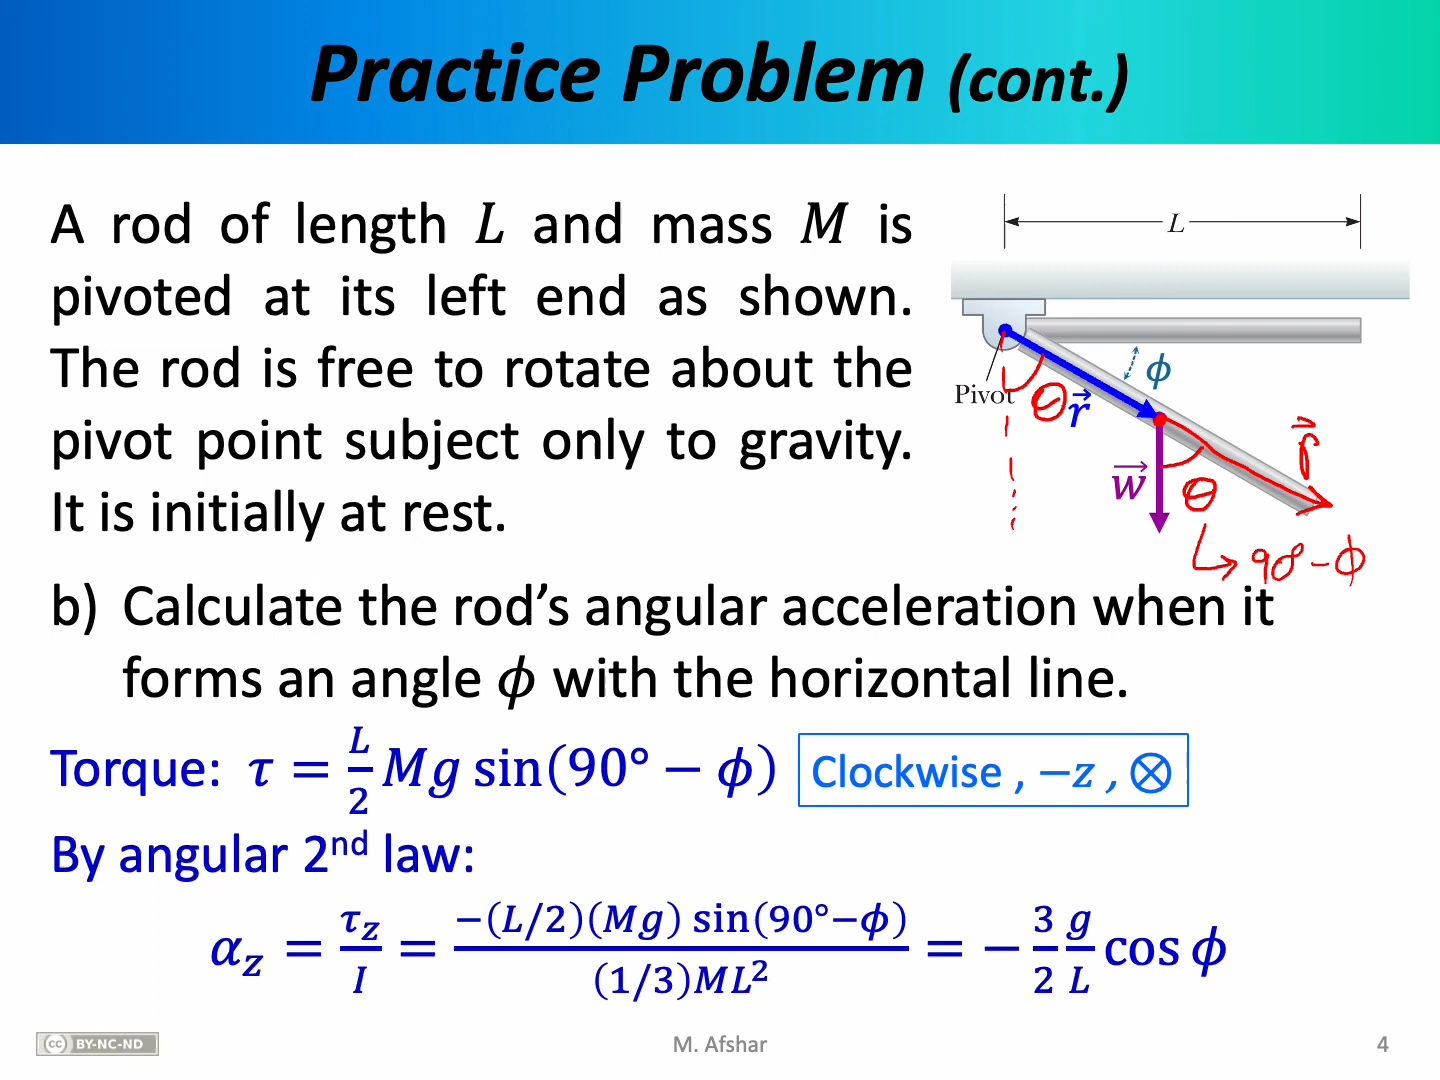 Practice Problem (cont.)
A rod of length L and mass M is
pivoted at its left end as shown.
The rod is free to rotate about the
pivot point subject only to gravity.
It is initially at rest.
L
Pivot
ϕ
θ
r⃗
w⃗
r⃗
θ
↳ 90° − ϕ
b) Calculate the rod’s angular acceleration when it
forms an angle ϕ with the horizontal line.
Torque: τ = L/2 Mg sin(90° − ϕ) Clockwise , −z , ⊗
By angular 2nd law:
α_z = τ_z/I = −(L/2)(Mg) sin(90°−ϕ)/(1/3)ML² = − 3/2 g/L cos ϕ
cc BY-NC-ND
M. Afshar
4